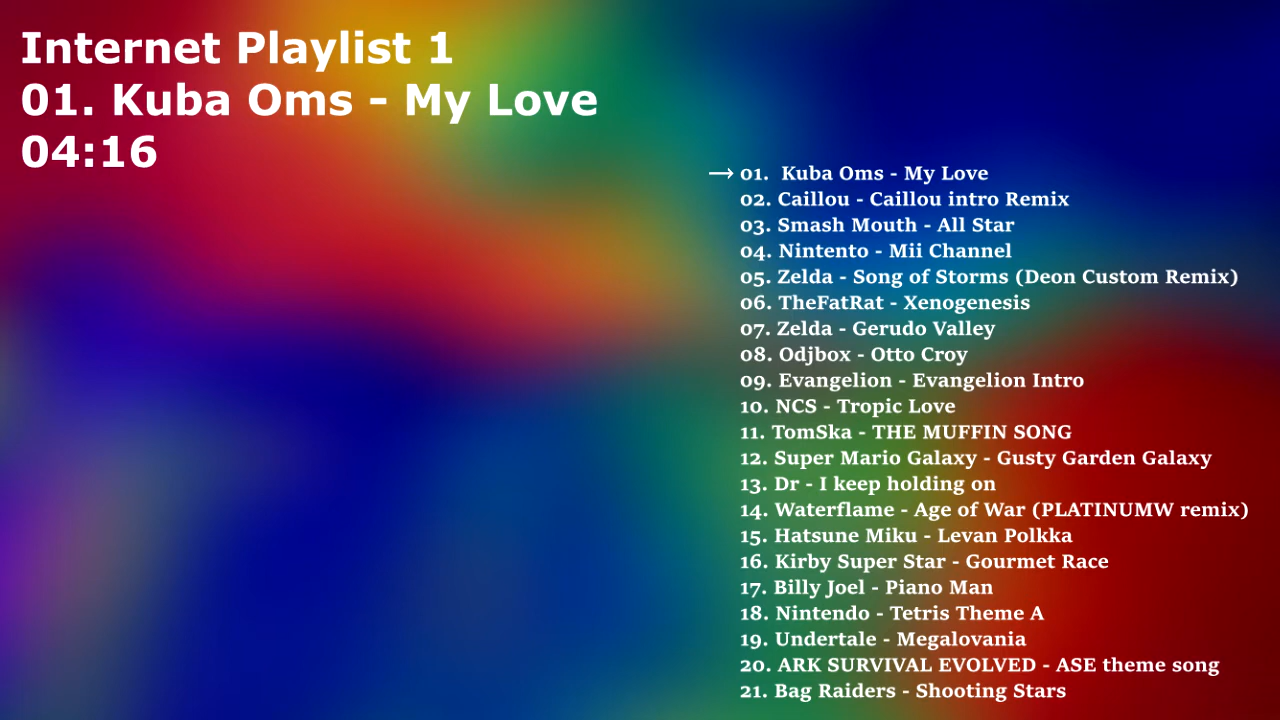 Internet Playlist 1
01. Kuba Oms - My Love
04:16
→ 01. Kuba Oms - My Love
02. Caillou - Caillou intro Remix
03. Smash Mouth - All Star
04. Nintento - Mii Channel
05. Zelda - Song of Storms (Deon Custom Remix)
06. TheFatRat - Xenogenesis
07. Zelda - Gerudo Valley
08. Odjbox - Otto Croy
09. Evangelion - Evangelion Intro
10. NCS - Tropic Love
11. TomSka - THE MUFFIN SONG
12. Super Mario Galaxy - Gusty Garden Galaxy
13. Dr - I keep holding on
14. Waterflame - Age of War (PLATINUMW remix)
15. Hatsune Miku - Levan Polkka
16. Kirby Super Star - Gourmet Race
17. Billy Joel - Piano Man
18. Nintendo - Tetris Theme A
19. Undertale - Megalovania
20. ARK SURVIVAL EVOLVED - ASE theme song
21. Bag Raiders - Shooting Stars